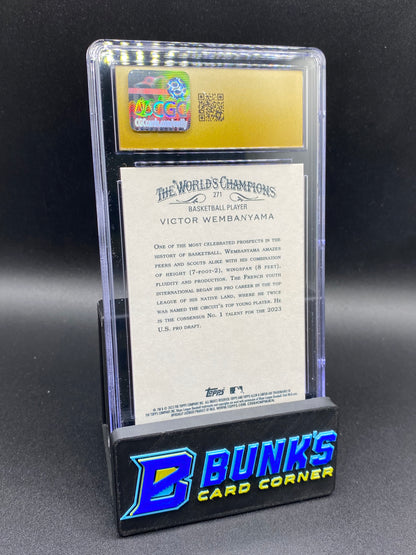 CGC
THE WORLD'S CHAMPIONS
271
BASKETBALL PLAYER
VICTOR WEMBANYAMA
ONE OF THE MOST CELEBRATED PROSPECTS IN THE
HISTORY OF BASKETBALL, WEMBANYAMA AMAZES
PEERS AND SCOUTS ALIKE WITH HIS COMBINATION
OF HEIGHT (7-FOOT-2), WINGSPAN (8 FEET),
FLUIDITY AND PRODUCTION. THE FRENCH YOUTH
INTERNATIONAL BEGAN HIS PRO CAREER IN THE TOP
LEAGUE OF HIS NATIVE LAND, WHERE HE TWICE
WAS NAMED THE CIRCUIT'S TOP YOUNG PLAYER. HE
IS THE CONSENSUS NO. 1 TALENT FOR THE 2023
U.S. PRO DRAFT.
Topps
BUNK'S
CARD CORNER